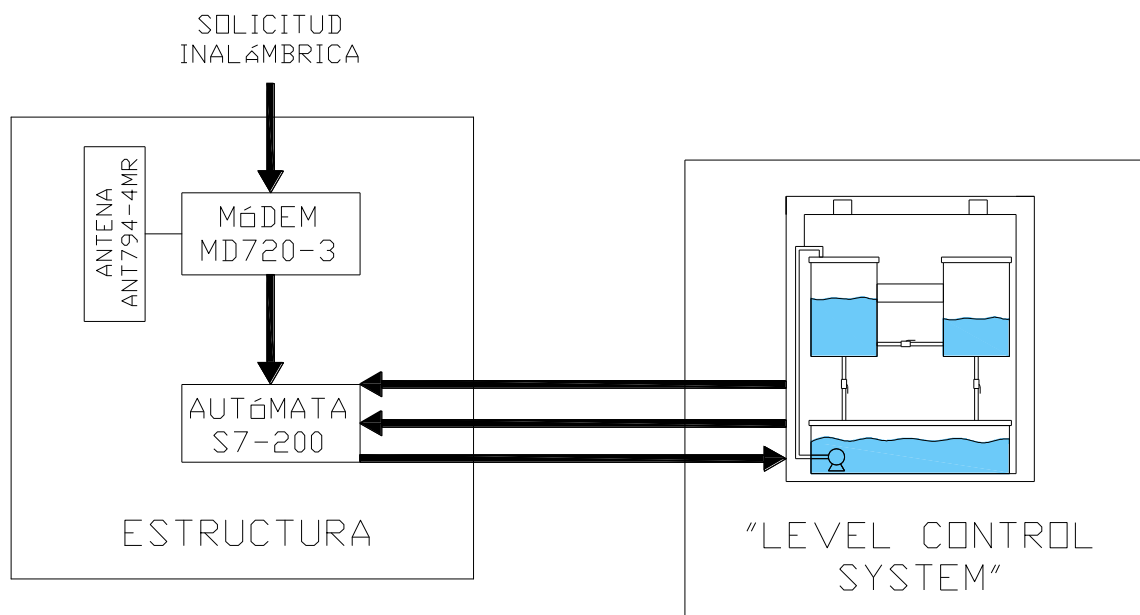 SOLICITUD
INALáMBRICA
ANTENA
ANT794-4MR
MóDEM
MD720-3
AUTóMATA
S7-200
ESTRUCTURA
"LEVEL CONTROL
SYSTEM"